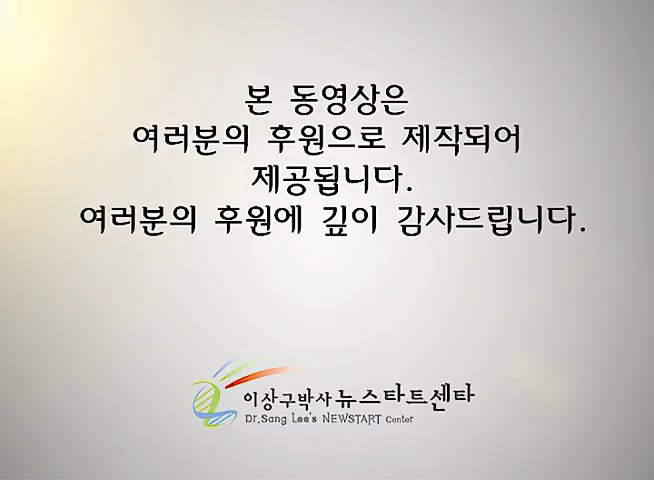 본 동영상은
여러분의 후원으로 제작되어
제공됩니다.
여러분의 후원에 깊이 감사드립니다.
이상구박사 뉴스타트센타
Dr.Sang Lee's NEWSTART Center